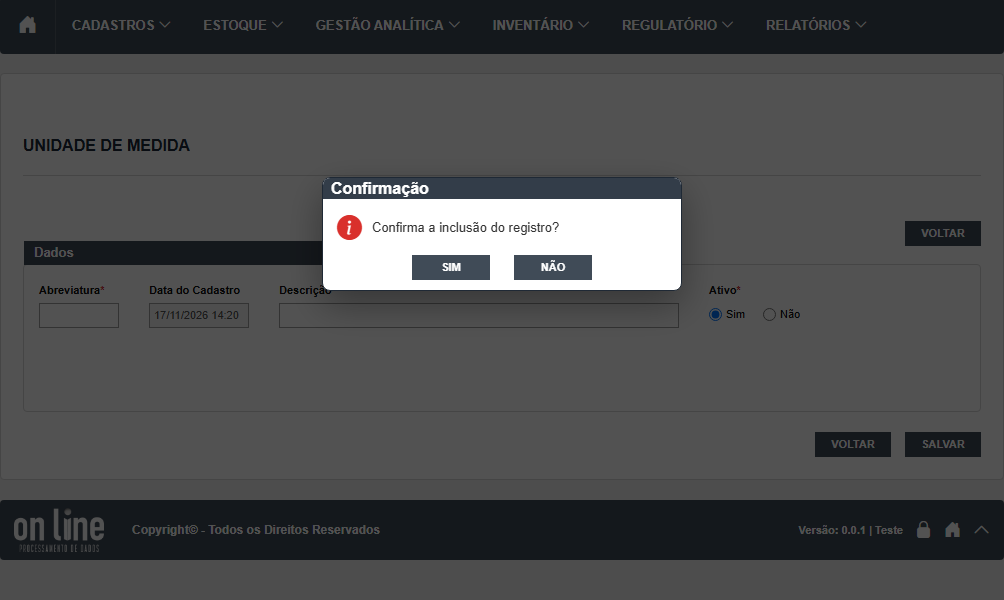 CADASTROS ESTOQUE GESTÃO ANALÍTICA INVENTÁRIO REGULATÓRIO RELATÓRIOS
UNIDADE DE MEDIDA
Confirmação
i Confirma a inclusão do registro?
SIM NÃO
VOLTAR
Dados
Abreviatura* Data do Cadastro Descrição Ativo*
17/11/2026 14:20 Sim Não
VOLTAR SALVAR
on line
PROCESSAMENTO DE DADOS
Copyright© - Todos os Direitos Reservados
Versão: 0.0.1 | Teste